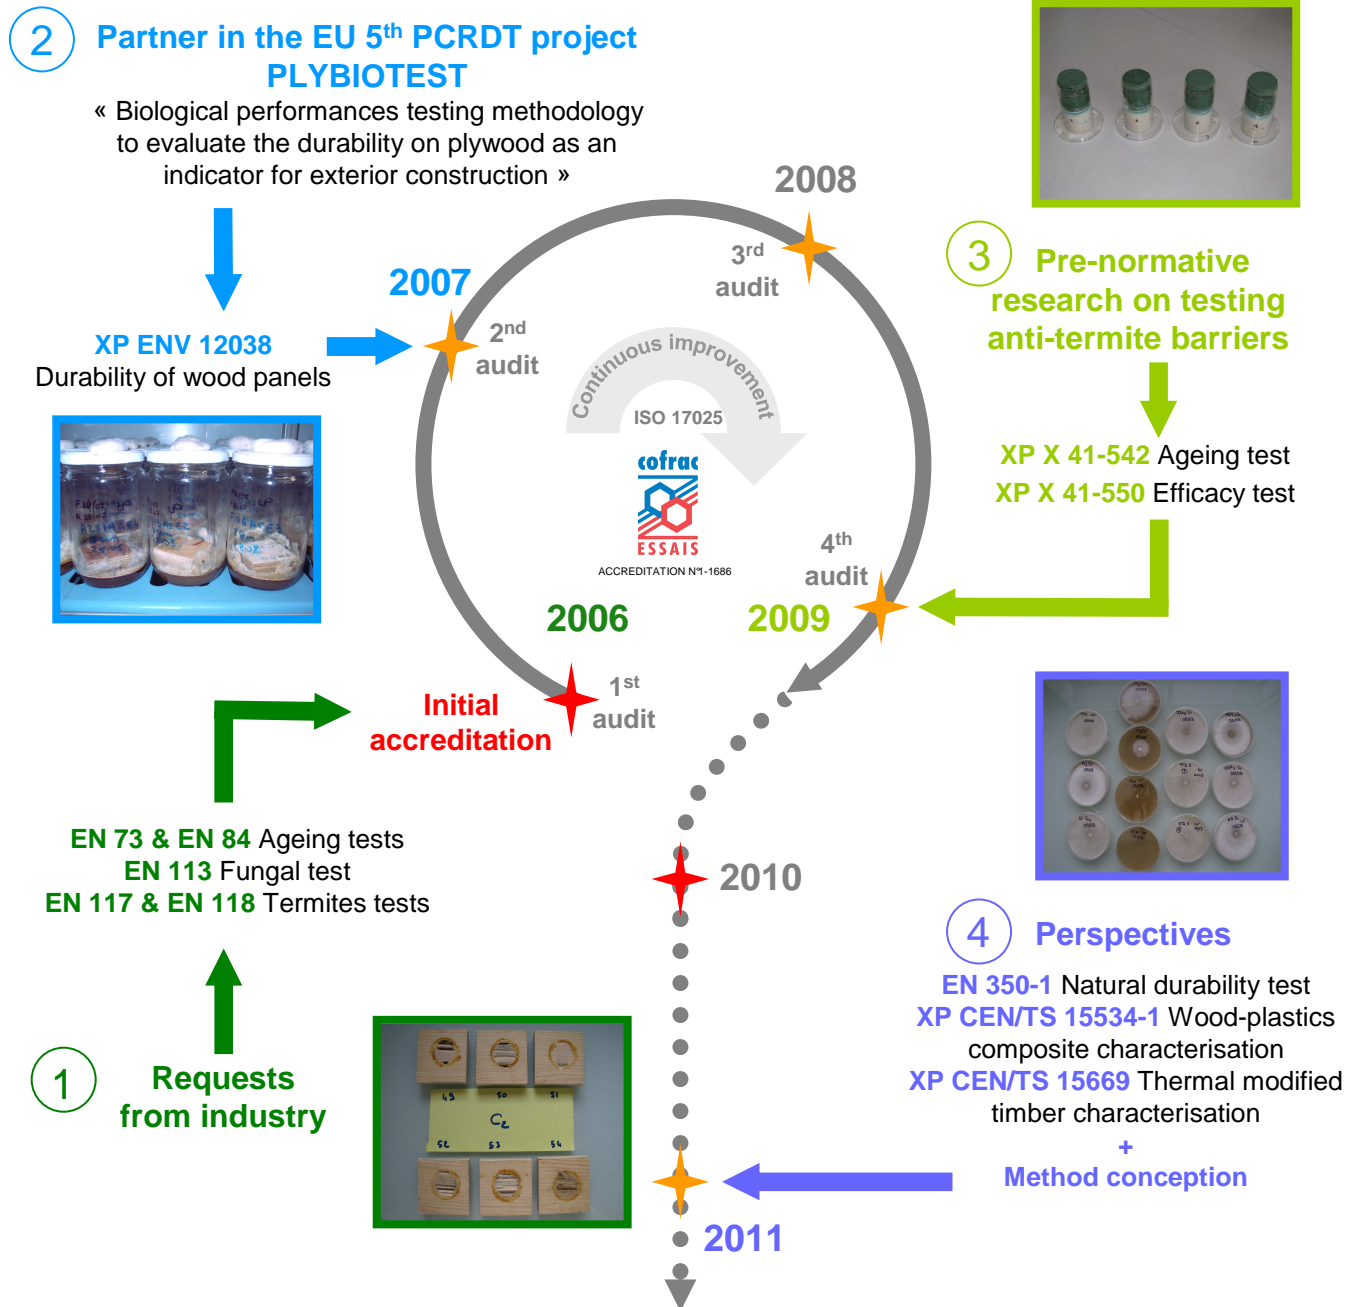 2
Partner in the EU 5th PCRDT project
PLYBIOTEST
« Biological performances testing methodology
to evaluate the durability on plywood as an
indicator for exterior construction »
XP ENV 12038
Durability of wood panels
2007
2nd
audit
2008
3rd
audit
Continuous improvement
ISO 17025
cofrac
ESSAIS
ACCREDITATION N°1-1686
3
Pre-normative
research on testing
anti-termite barriers
XP X 41-542 Ageing test
XP X 41-550 Efficacy test
4th
audit
2009
2006
1st
audit
Initial
accreditation
EN 73 & EN 84 Ageing tests
EN 113 Fungal test
EN 117 & EN 118 Termites tests
1
Requests
from industry
49 50 51
C2
52 53 54
2010
4
Perspectives
EN 350-1 Natural durability test
XP CEN/TS 15534-1 Wood-plastics
composite characterisation
XP CEN/TS 15669 Thermal modified
timber characterisation
+
Method conception
2011